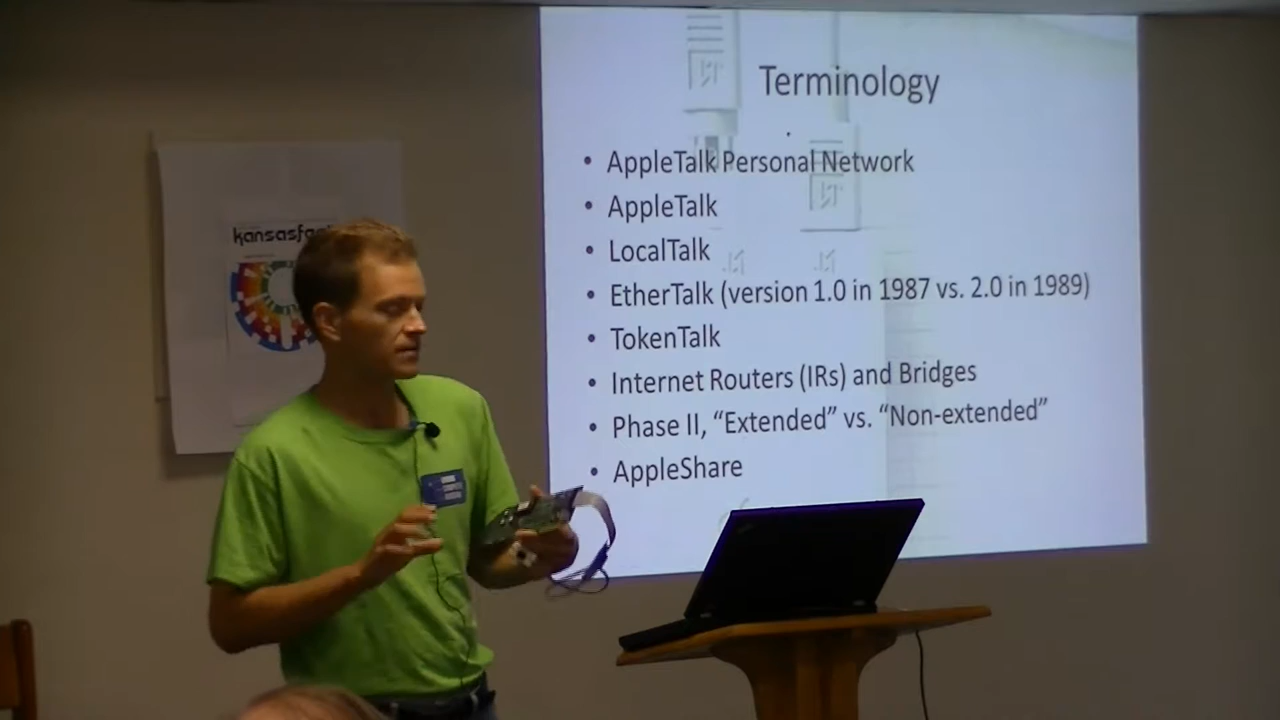 Terminology
• AppleTalk Personal Network
• AppleTalk
• LocalTalk
• EtherTalk (version 1.0 in 1987 vs. 2.0 in 1989)
• TokenTalk
• Internet Routers (IRs) and Bridges
• Phase II, “Extended” vs. “Non-extended”
• AppleShare